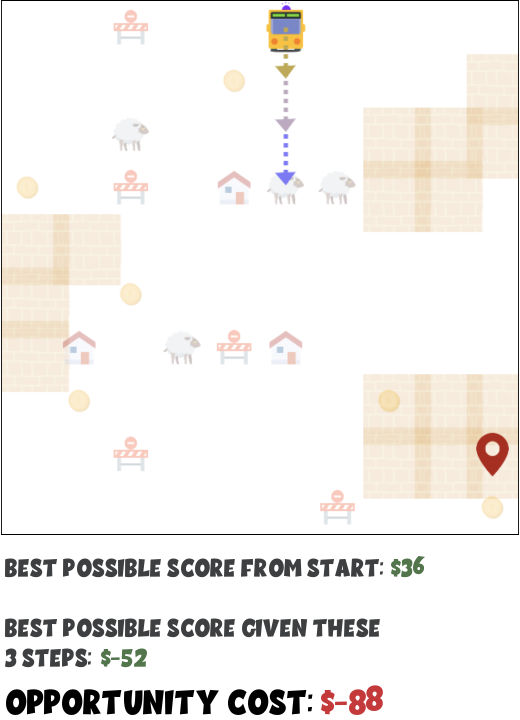 BEST POSSIBLE SCORE FROM START: $36
BEST POSSIBLE SCORE GIVEN THESE
3 STEPS: $-52
OPPORTUNITY COST: $-88